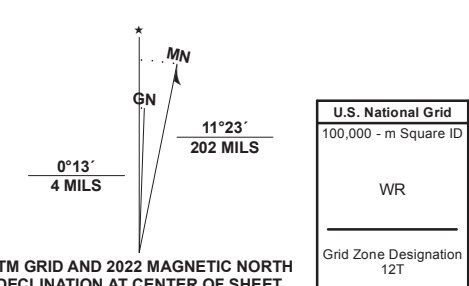 ★
MN
GN
11°23´
202 MILS
0°13´
4 MILS
TM GRID AND 2022 MAGNETIC NORTH
DECLINATION AT CENTER OF SHEET
U.S. National Grid
100,000 - m Square ID
WR
Grid Zone Designation
12T